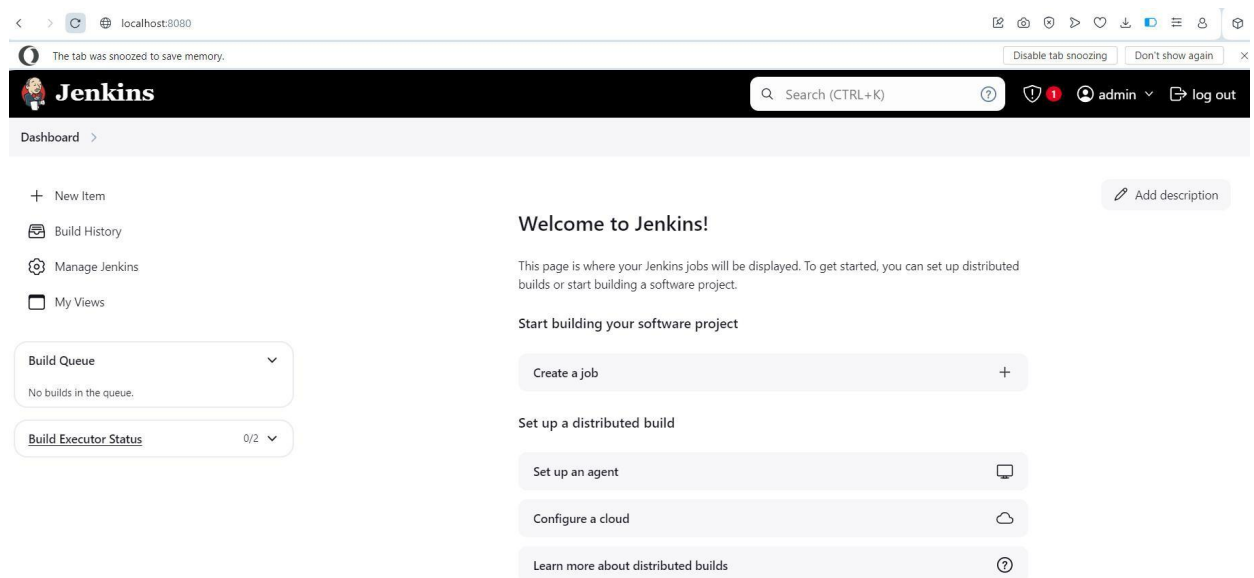 localhost:8080
The tab was snoozed to save memory.
Disable tab snoozing
Don't show again
Jenkins
Search (CTRL+K)
1
admin
log out
Dashboard
New Item
Build History
Manage Jenkins
My Views
Build Queue
No builds in the queue.
Build Executor Status 0/2
Add description
Welcome to Jenkins!
This page is where your Jenkins jobs will be displayed. To get started, you can set up distributed
builds or start building a software project.
Start building your software project
Create a job
Set up a distributed build
Set up an agent
Configure a cloud
Learn more about distributed builds